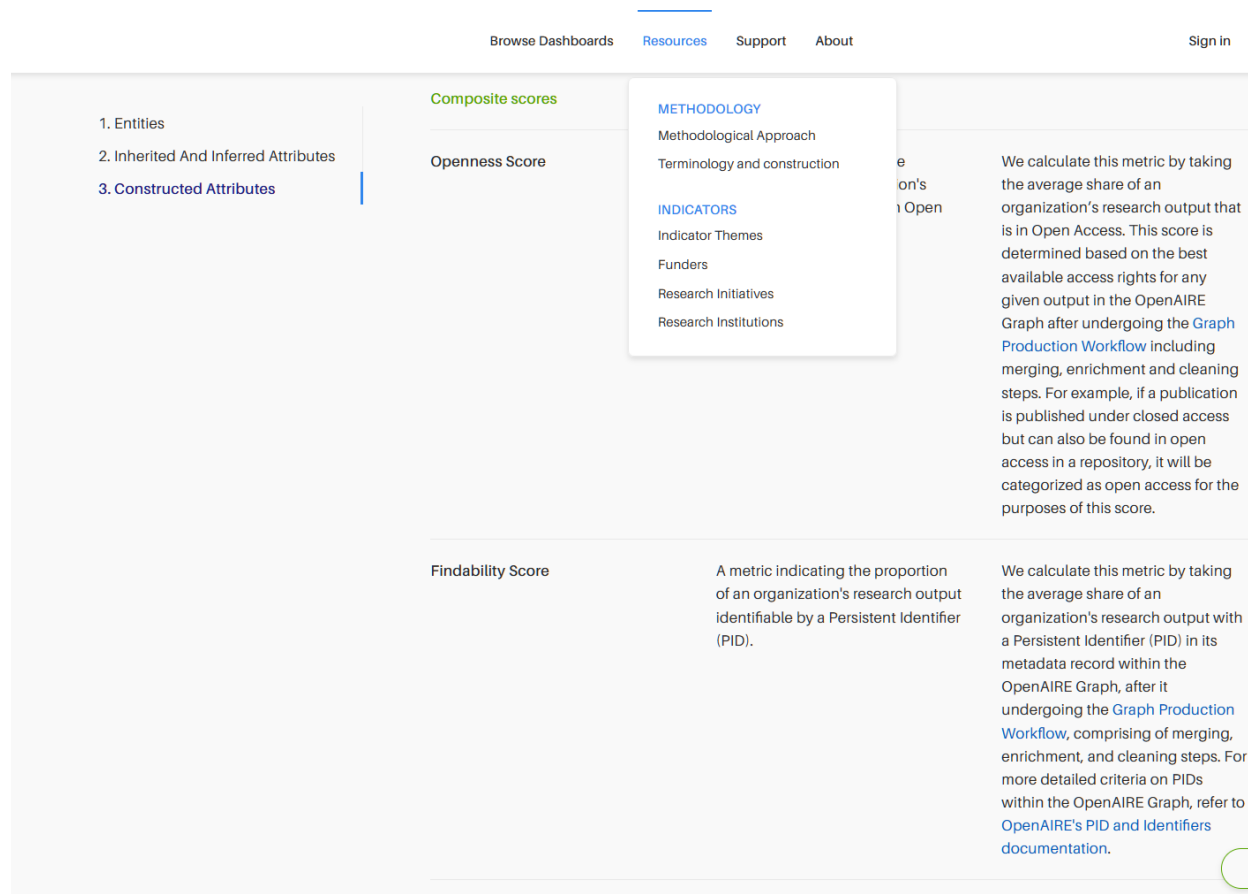 Browse Dashboards Resources Support About Sign in
1. Entities
2. Inherited And Inferred Attributes
3. Constructed Attributes
METHODOLOGY
Methodological Approach
Terminology and construction
INDICATORS
Indicator Themes
Funders
Research Initiatives
Research Institutions
Composite scores
Openness Score
e
on's
Open
We calculate this metric by taking
the average share of an
organization’s research output that
is in Open Access. This score is
determined based on the best
available access rights for any
given output in the OpenAIRE
Graph after undergoing the Graph
Production Workflow including
merging, enrichment and cleaning
steps. For example, if a publication
is published under closed access
but can also be found in open
access in a repository, it will be
categorized as open access for the
purposes of this score.
Findability Score
A metric indicating the proportion
of an organization's research output
identifiable by a Persistent Identifier
(PID).
We calculate this metric by taking
the average share of an
organization's research output with
a Persistent Identifier (PID) in its
metadata record within the
OpenAIRE Graph, after it
undergoing the Graph Production
Workflow, comprising of merging,
enrichment, and cleaning steps. For
more detailed criteria on PIDs
within the OpenAIRE Graph, refer to
OpenAIRE's PID and Identifiers
documentation.